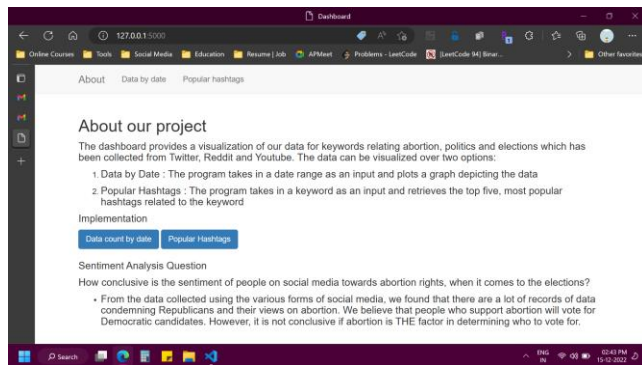 Dashboard
127.0.0.1:5000
Online Courses Tools Social Media Education Resume | Job APMeet Problems - LeetCode [LeetCode 94] Binar... Other favorites
About Data by date Popular hashtags
About our project
The dashboard provides a visualization of our data for keywords relating abortion, politics and elections which has
been collected from Twitter, Reddit and Youtube. The data can be visualized over two options:
1. Data by Date : The program takes in a date range as an input and plots a graph depicting the data
2. Popular Hashtags : The program takes in a keyword as an input and retrieves the top five, most popular
hashtags related to the keyword
Implementation
Data count by date Popular Hashtags
Sentiment Analysis Question
How conclusive is the sentiment of people on social media towards abortion rights, when it comes to the elections?
• From the data collected using the various forms of social media, we found that there are a lot of records of data
condemning Republicans and their views on abortion. We believe that people who support abortion will vote for
Democratic candidates. However, it is not conclusive if abortion is THE factor in determining who to vote for.
Search ENG 02:43 PM
IN 15-12-2022